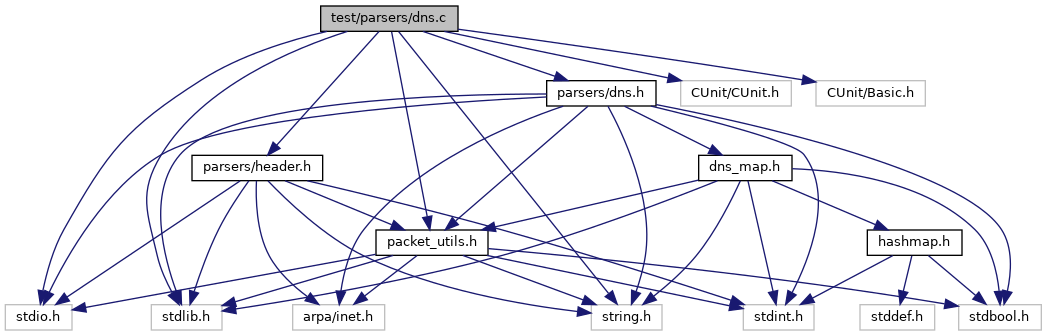 test/parsers/dns.c
parsers/dns.h
CUnit/CUnit.h
CUnit/Basic.h
parsers/header.h
dns_map.h
packet_utils.h
hashmap.h
stdio.h
stdlib.h
arpa/inet.h
string.h
stdint.h
stddef.h
stdbool.h